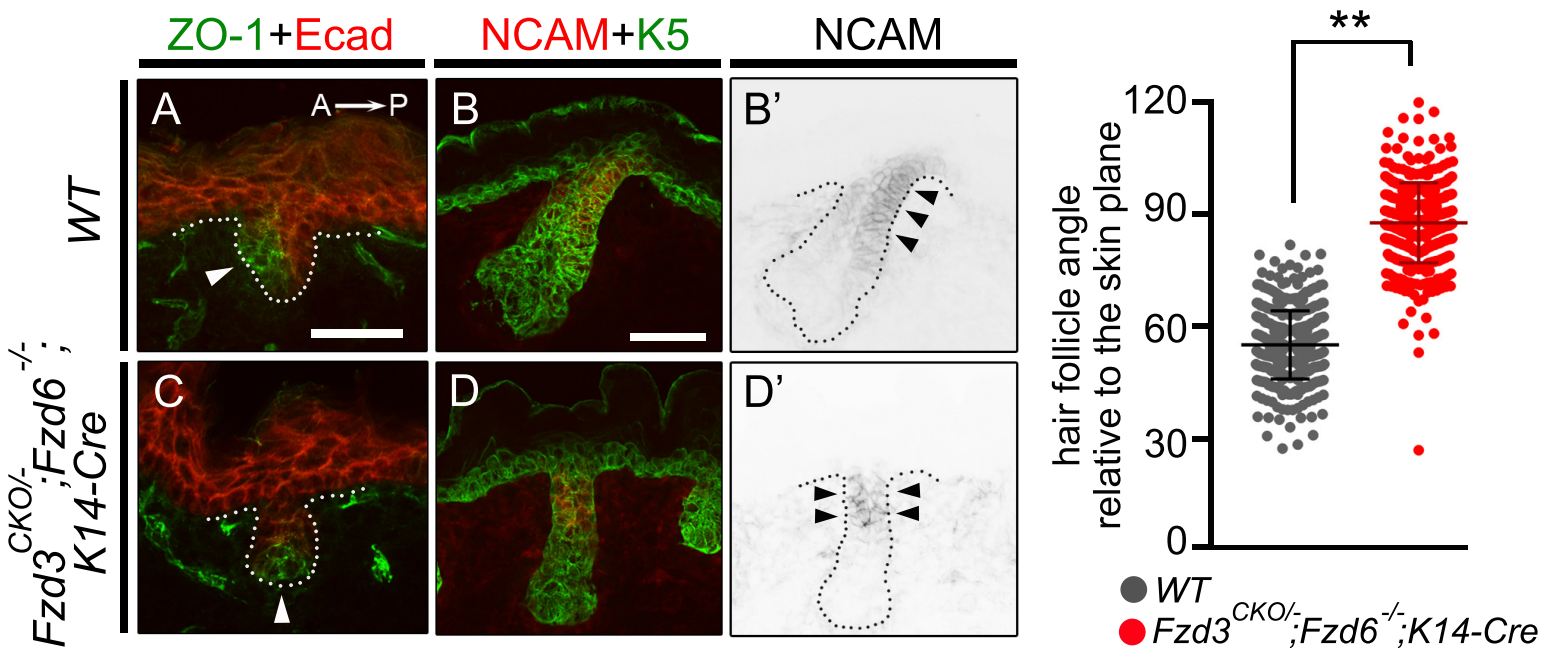 ZO-1+Ecad
NCAM+K5
NCAM
WT
Fzd3CKO/-;Fzd6-/-;
K14-Cre
A
A P
B
B’
C
D
D’
**
hair follicle angle
relative to the skin plane
120
90
60
30
0
WT
Fzd3CKO/-;Fzd6-/-;K14-Cre